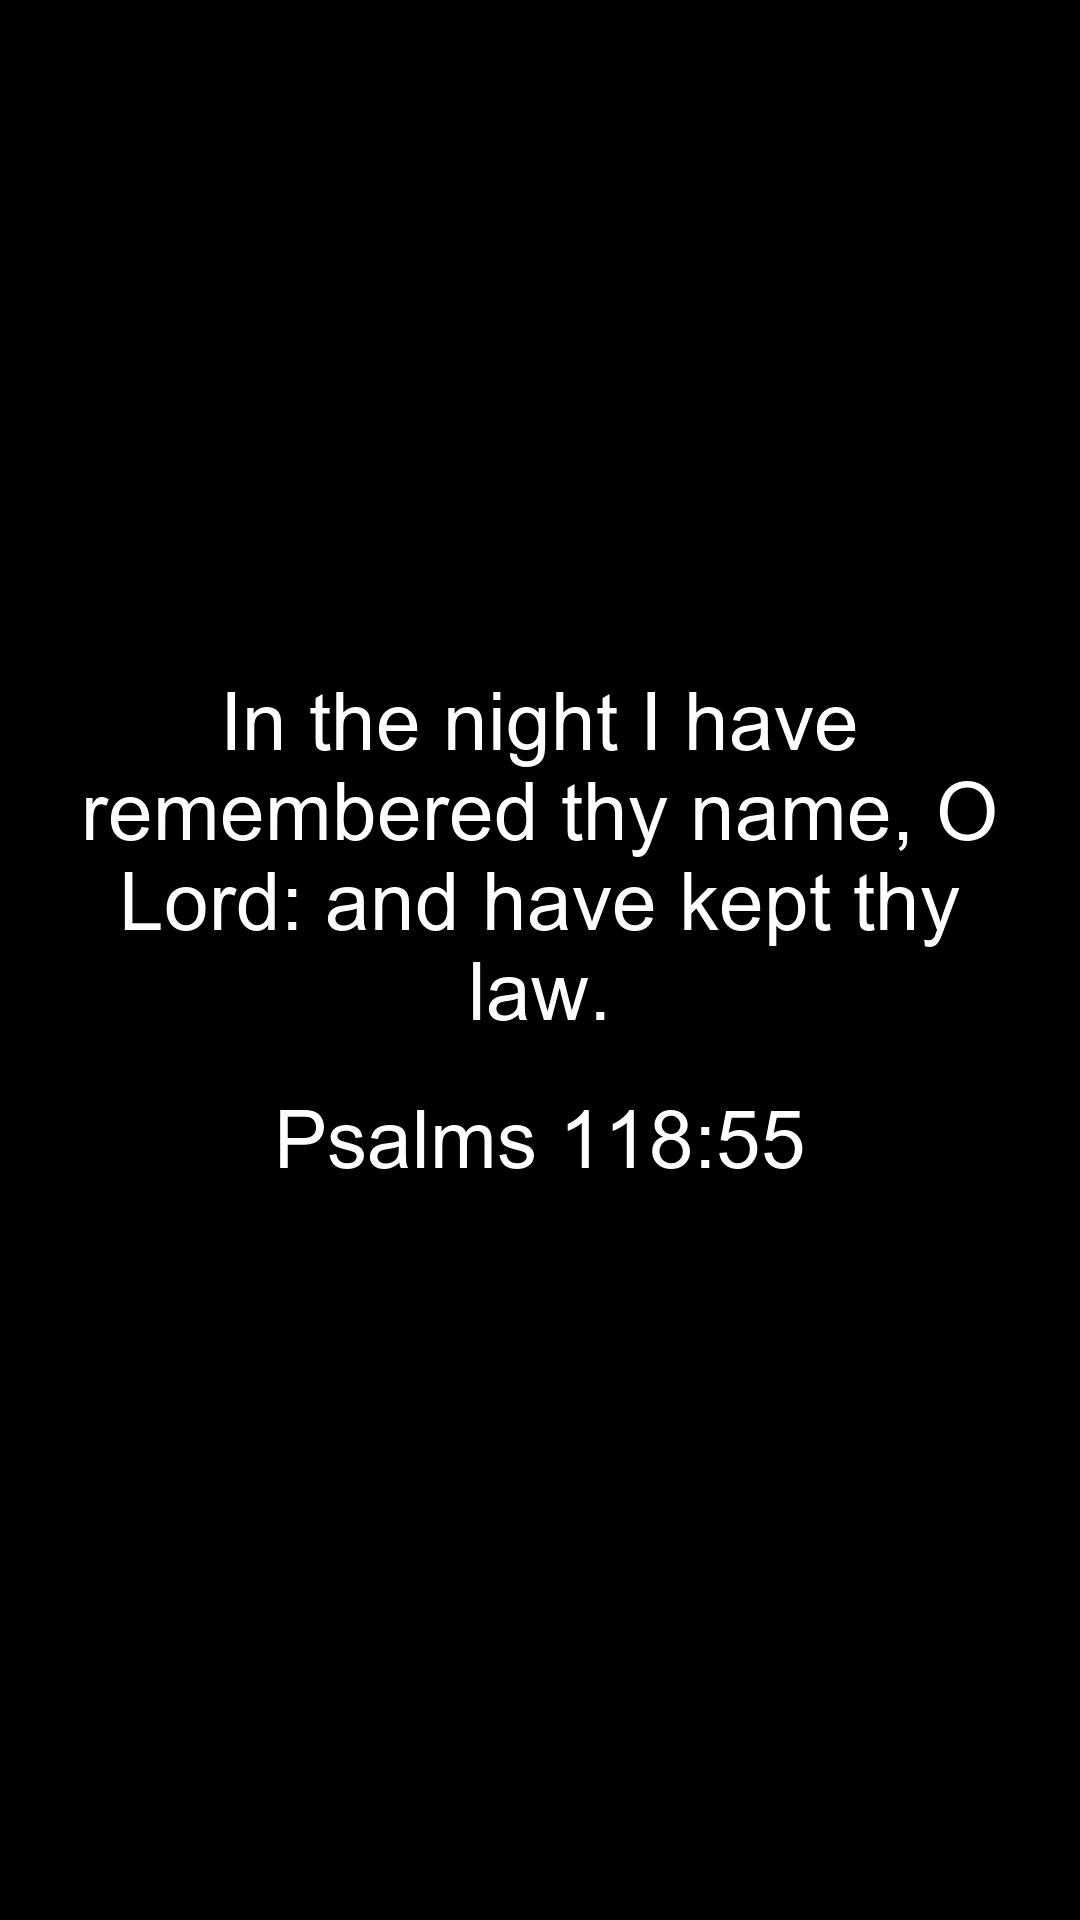 In the night I have
remembered thy name, O
Lord: and have kept thy
law.
Psalms 118:55